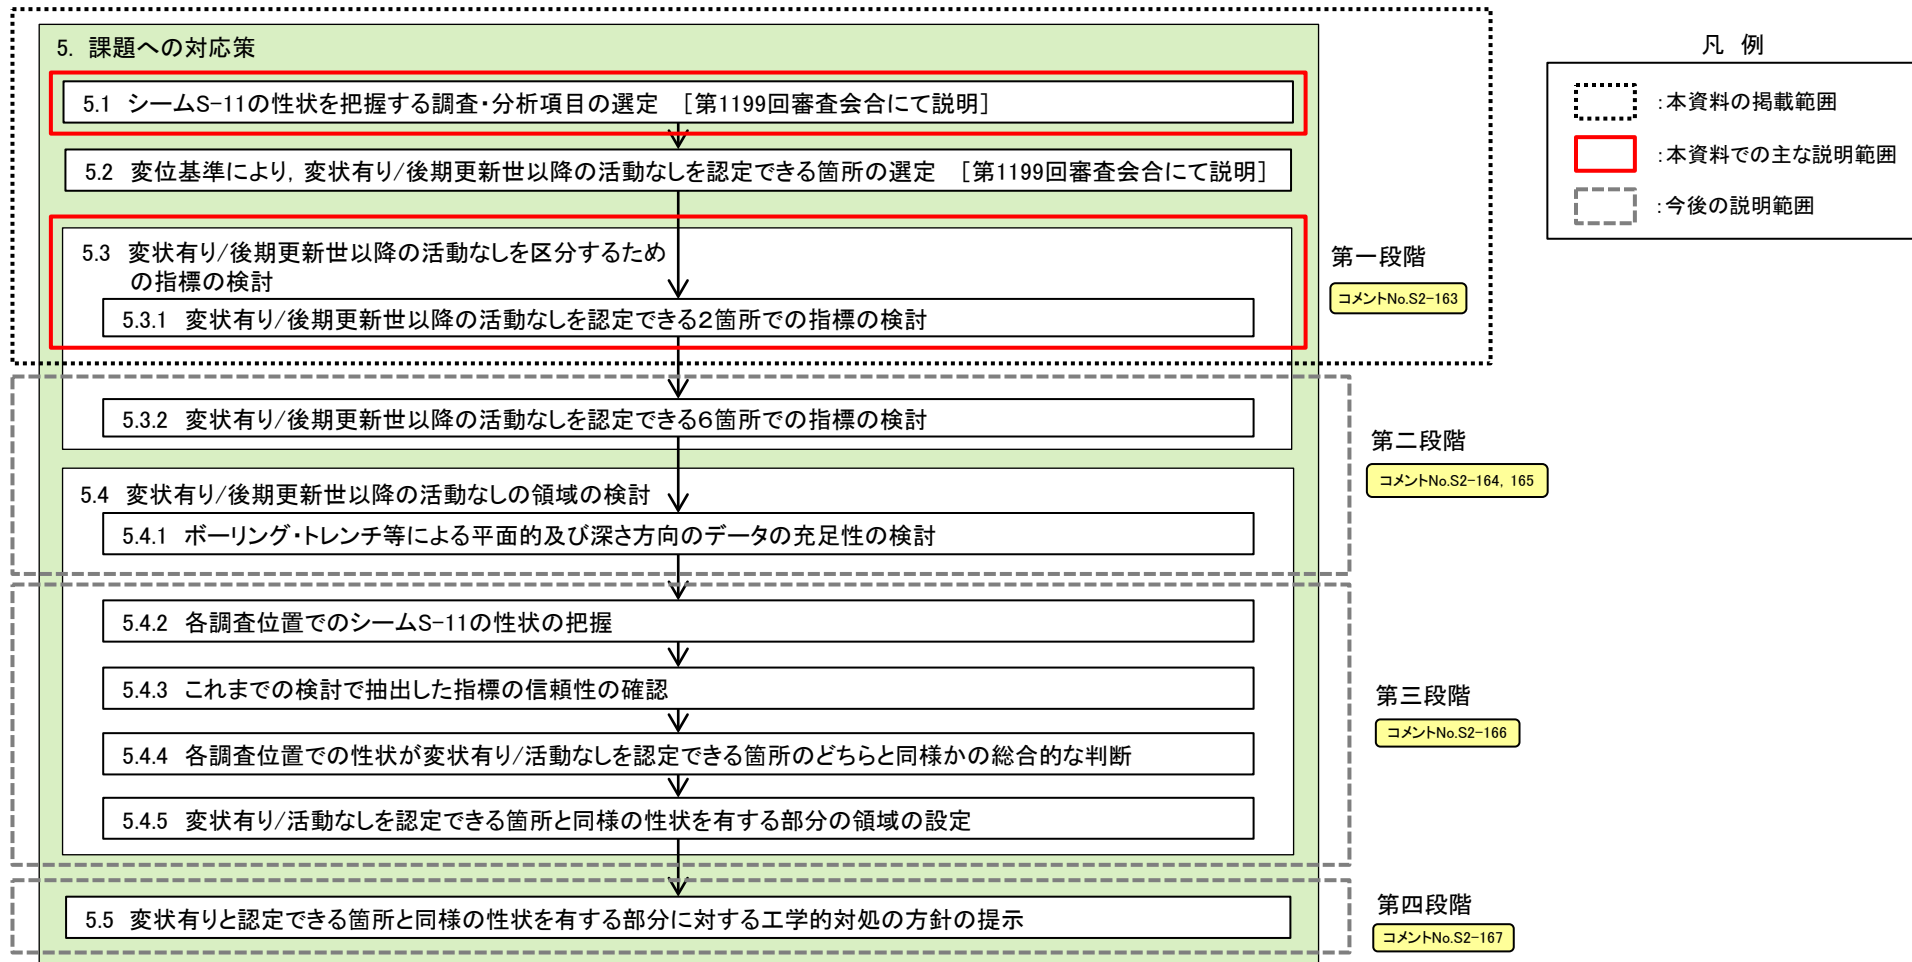 5. 課題への対応策
5.1 シームS-11の性状を把握する調査・分析項目の選定 ［第1199回審査会合にて説明］
5.2 変位基準により，変状有り/後期更新世以降の活動なしを認定できる箇所の選定 ［第1199回審査会合にて説明］
5.3 変状有り/後期更新世以降の活動なしを区分するため
の指標の検討
5.3.1 変状有り/後期更新世以降の活動なしを認定できる２箇所での指標の検討
第一段階
コメントNo.S2-163
5.3.2 変状有り/後期更新世以降の活動なしを認定できる６箇所での指標の検討
第二段階
コメントNo.S2-164, 165
5.4 変状有り/後期更新世以降の活動なしの領域の検討
5.4.1 ボーリング・トレンチ等による平面的及び深さ方向のデータの充足性の検討
5.4.2 各調査位置でのシームS-11の性状の把握
5.4.3 これまでの検討で抽出した指標の信頼性の確認
第三段階
コメントNo.S2-166
5.4.4 各調査位置での性状が変状有り/活動なしを認定できる箇所のどちらと同様かの総合的な判断
5.4.5 変状有り/活動なしを認定できる箇所と同様の性状を有する部分の領域の設定
5.5 変状有りと認定できる箇所と同様の性状を有する部分に対する工学的対処の方針の提示
第四段階
コメントNo.S2-167
凡 例
：本資料の掲載範囲
：本資料での主な説明範囲
：今後の説明範囲